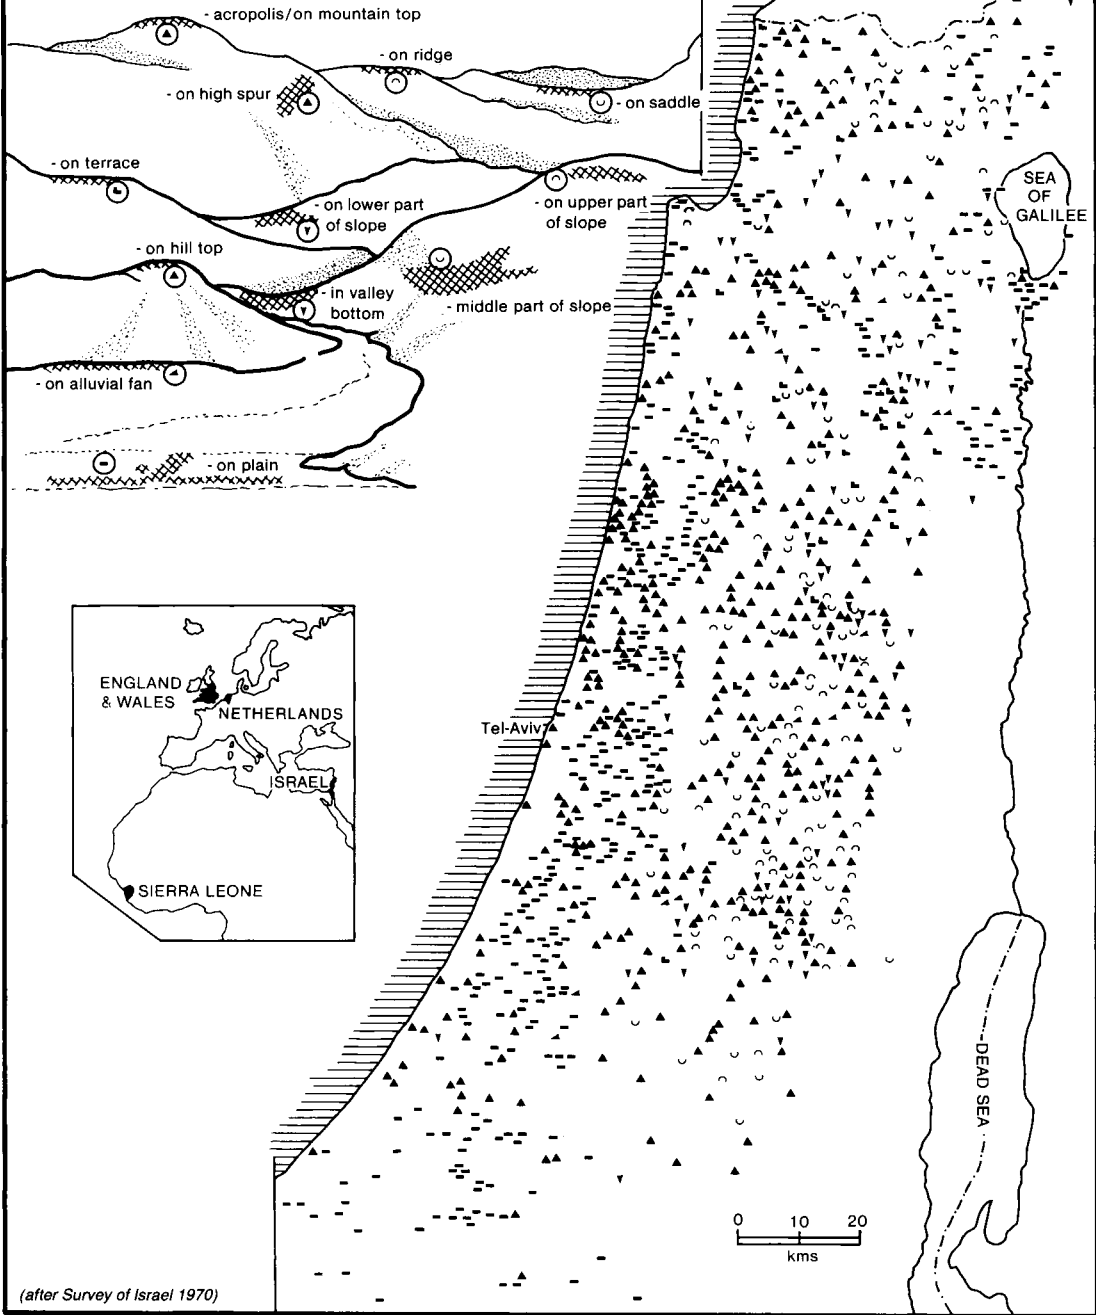 - acropolis/on mountain top
- on ridge
- on high spur
- on saddle
- on terrace
- on lower part
of slope
- on upper part
of slope
- on hill top
- in valley
bottom
- middle part of slope
- on alluvial fan
- on plain
SEA
OF
GALILEE
ENGLAND
& WALES
NETHERLANDS
ISRAEL
SIERRA LEONE
Tel-Aviv
DEAD SEA
0 10 20
kms
(after Survey of Israel 1970)